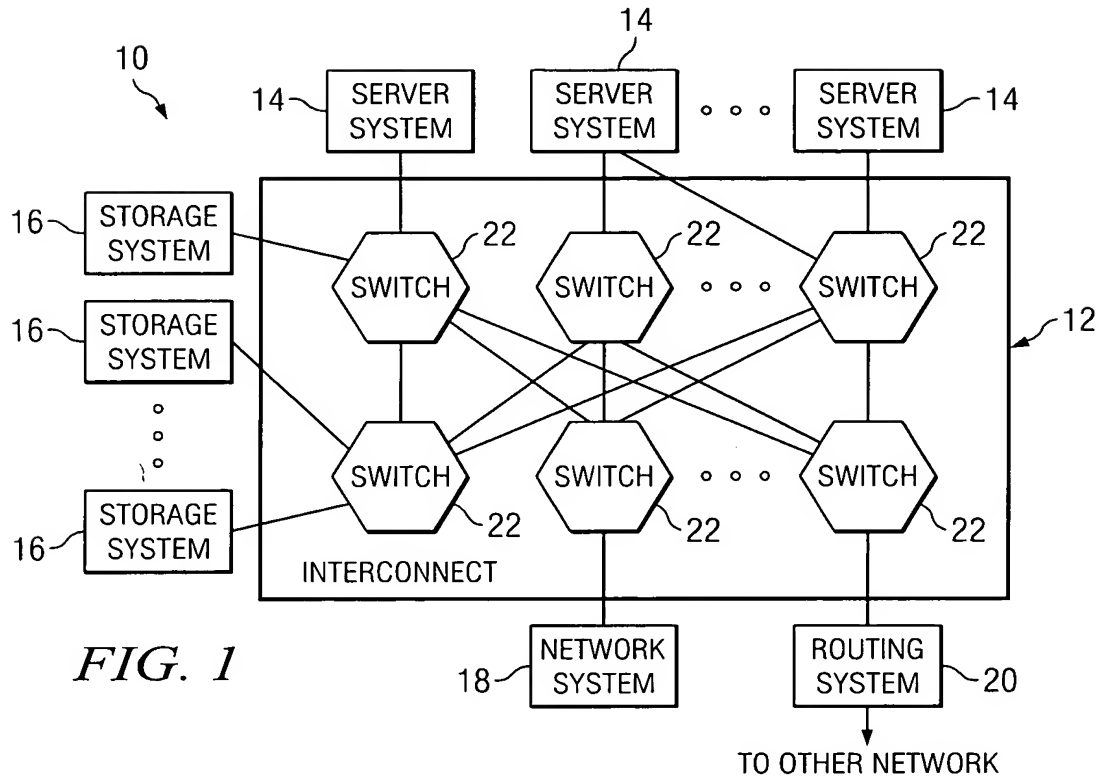 14
10
14
SERVER
SYSTEM
SERVER
SYSTEM
SERVER
SYSTEM
14
16
STORAGE
SYSTEM
22
22
22
SWITCH
SWITCH
SWITCH
16
STORAGE
SYSTEM
12
SWITCH
SWITCH
SWITCH
16
STORAGE
SYSTEM
22
22
22
INTERCONNECT
FIG. 1
18
NETWORK
SYSTEM
ROUTING
SYSTEM
20
TO OTHER NETWORK